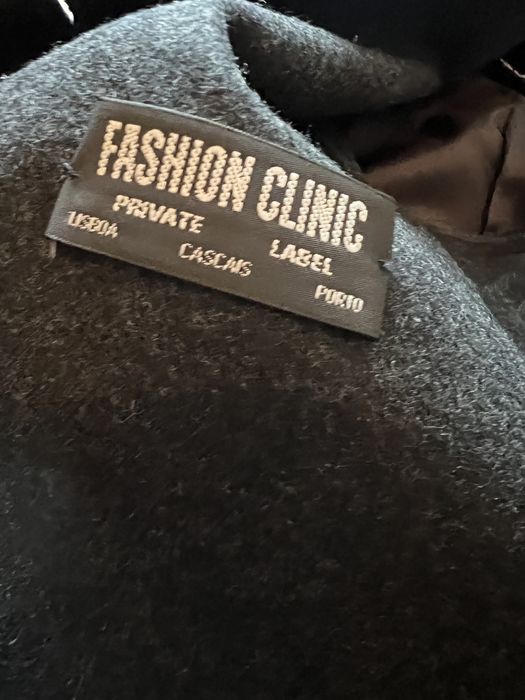 FASHION CLINIC
PRIVATE LABEL
LISBOA CASCAIS PORTO